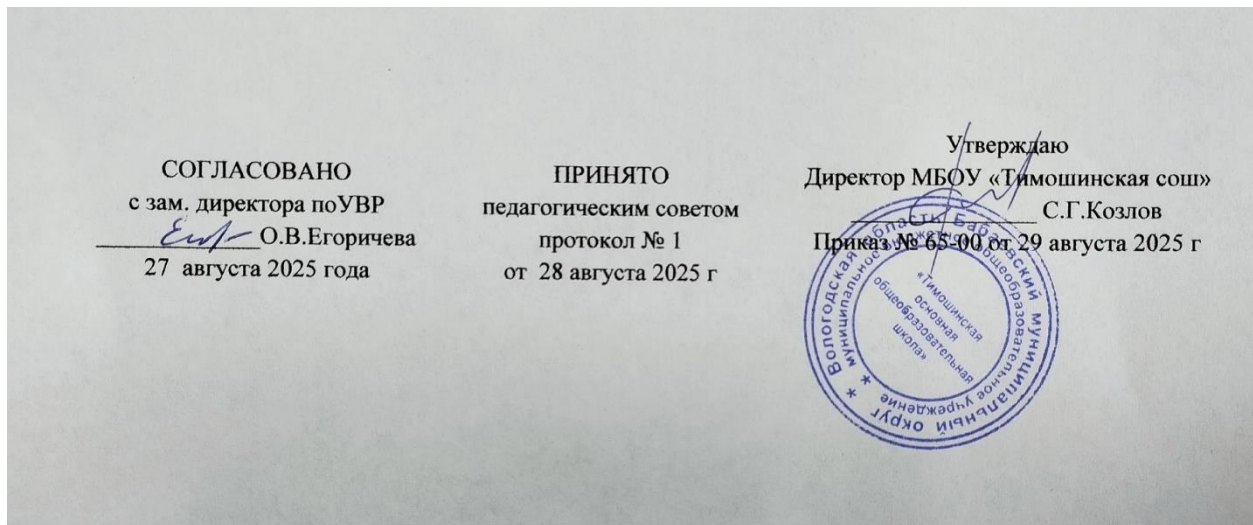 СОГЛАСОВАНО
с зам. директора поУВР
О.В.Егоричева
27 августа 2025 года
ПРИНЯТО
педагогическим советом
протокол № 1
от 28 августа 2025 г
Утверждаю
Директор МБОУ «Тимошинская сош»
С.Г.Козлов
Приказ № 65-00 от 29 августа 2025 г
* Вологодская область * Бабаевский муниципальный округ
* муниципальное бюджетное общеобразовательное учреждение
«Тимошинская
основная
общеобразовательная
школа»